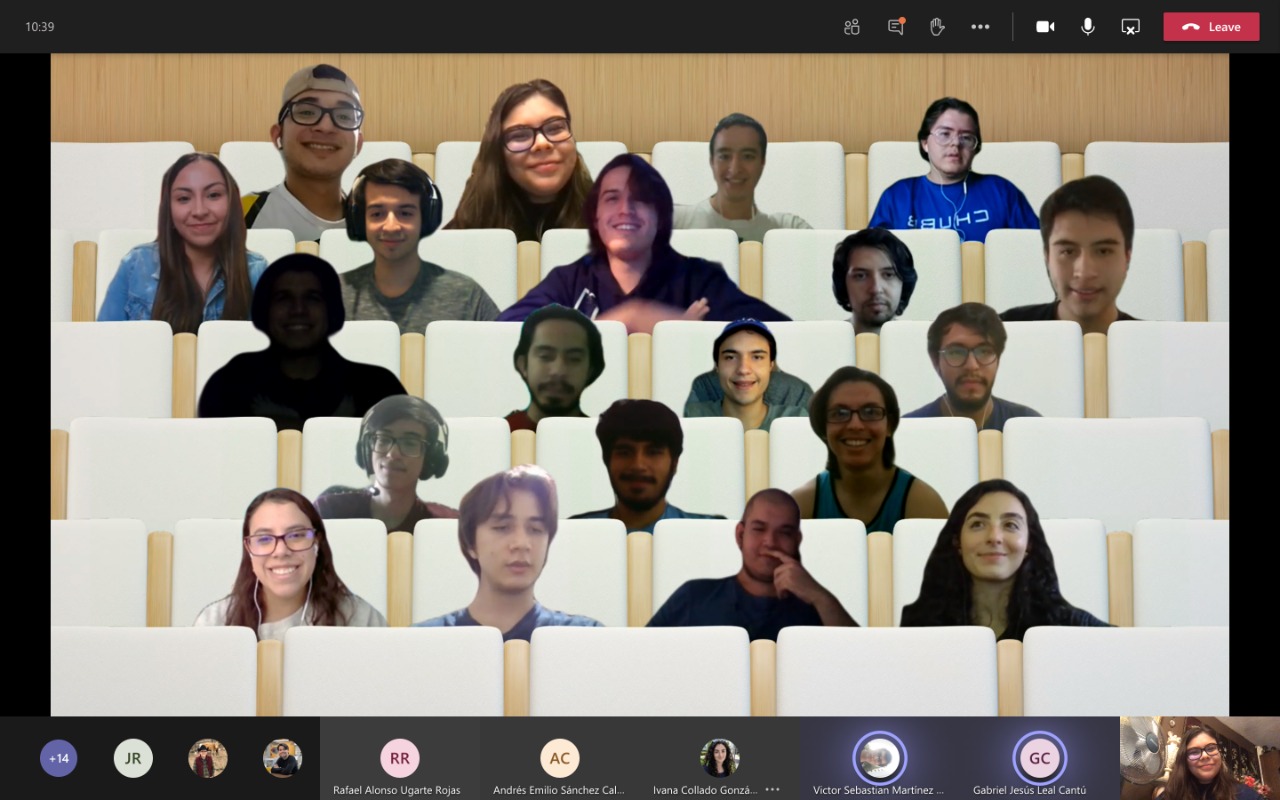 10:39
Leave
+14
JR
RR
Rafael Alonso Ugarte Rojas
AC
Andrés Emilio Sánchez Cal...
Ivana Collado Gonzá...
Victor Sebastian Martínez ...
GC
Gabriel Jesús Leal Cantú